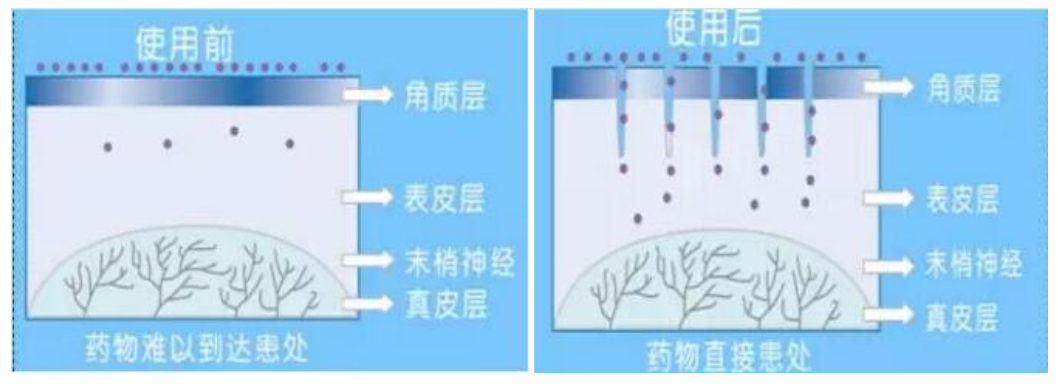 使用前
角质层
表皮层
末梢神经
真皮层
药物难以到达患处
使用后
角质层
表皮层
末梢神经
真皮层
药物直接患处